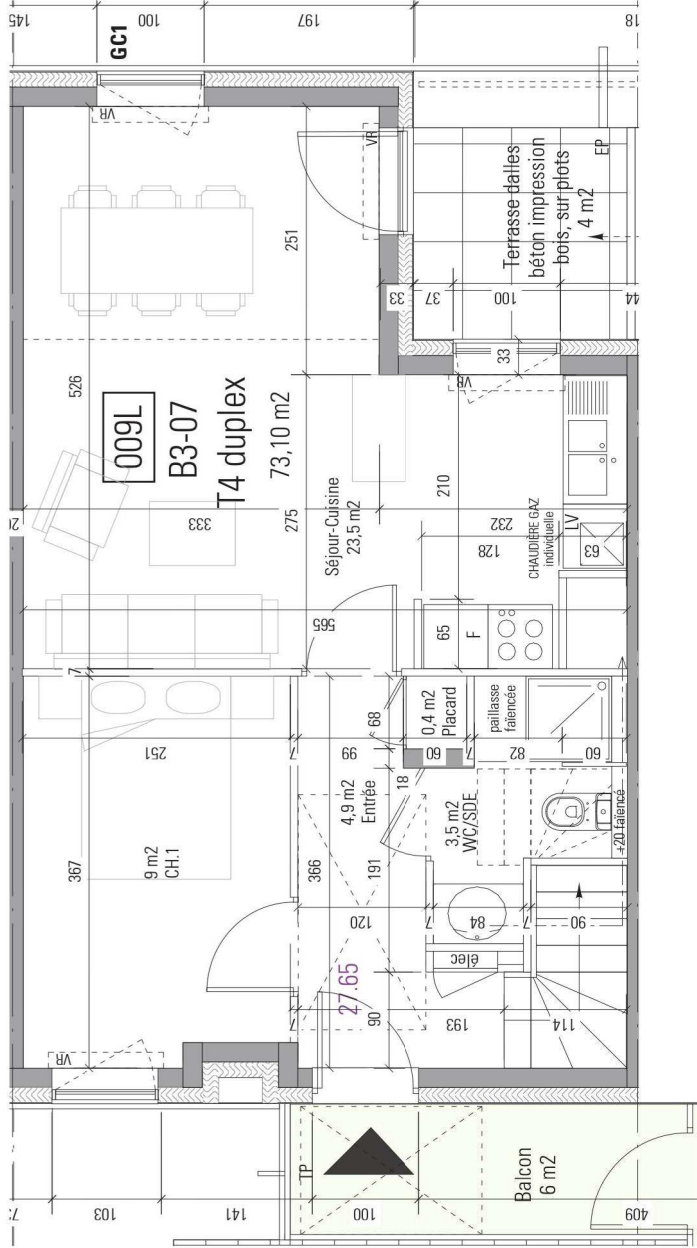 145
100
197
18
GC1
VR
526
251
VR
Terrasse dalles
béton impression
bois, sur plots
4 m2
EP
33
37
100
44
009L
B3-07
T4 duplex
73,10 m2
333
275
Séjour-Cuisine
23,5 m2
210
33
VR
CHAUDIÈRE GAZ
individuelle
232
128
LV
63
565
65
F
7
251
7
99
68
0,4 m2
Placard
60
7
paillasse
faïencée
82
60
367
9 m2
CH.1
366
4,9 m2
Entrée
18
191
3,5 m2
WC/SDE
+20 faïencé
120
7
84
7
90
27.65
élec
7
90
193
114
VR
TP
103
141
100
409
Balcon
6 m2